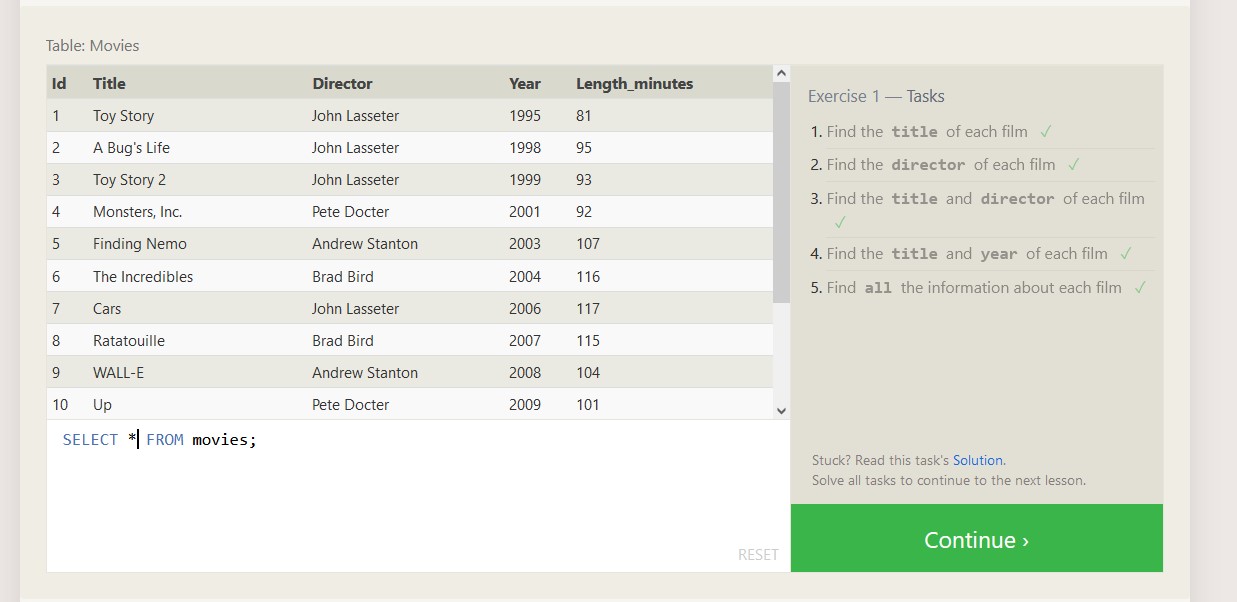 Table: Movies
Id Title Director Year Length_minutes
1 Toy Story John Lasseter 1995 81
2 A Bug's Life John Lasseter 1998 95
3 Toy Story 2 John Lasseter 1999 93
4 Monsters, Inc. Pete Docter 2001 92
5 Finding Nemo Andrew Stanton 2003 107
6 The Incredibles Brad Bird 2004 116
7 Cars John Lasseter 2006 117
8 Ratatouille Brad Bird 2007 115
9 WALL-E Andrew Stanton 2008 104
10 Up Pete Docter 2009 101
SELECT * FROM movies;
RESET
Exercise 1 — Tasks
1. Find the title of each film ✓
2. Find the director of each film ✓
3. Find the title and director of each film
✓
4. Find the title and year of each film ✓
5. Find all the information about each film ✓
Stuck? Read this task's Solution.
Solve all tasks to continue to the next lesson.
Continue ›